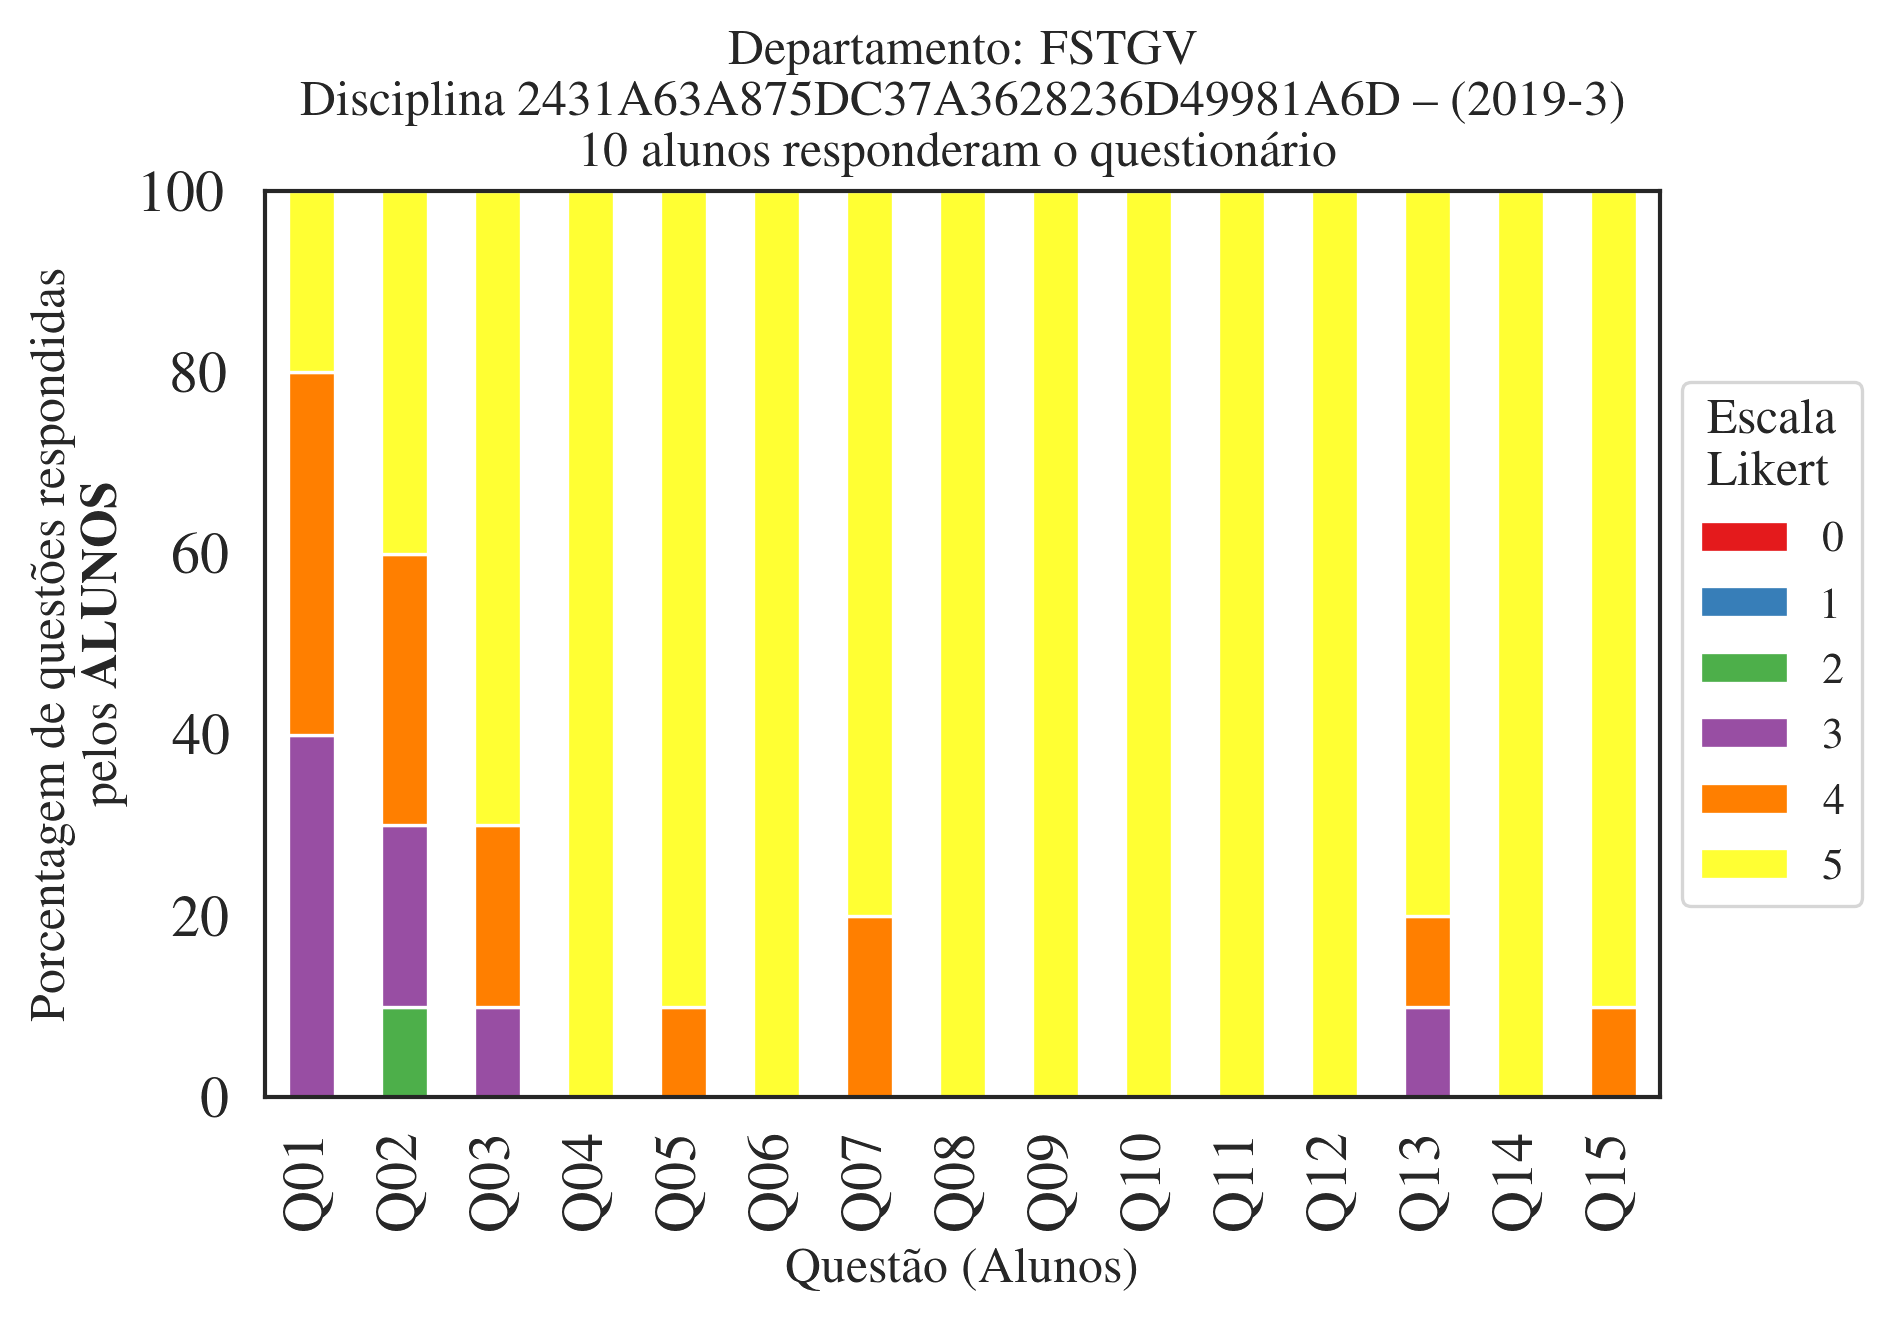 Departamento: FSTGV
Disciplina 2431A63A875DC37A3628236D49981A6D – (2019-3)
10 alunos responderam o questionário
Porcentagem de questões respondidas
pelos ALUNOS
100
80
60
40
20
0
Q01
Q02
Q03
Q04
Q05
Q06
Q07
Q08
Q09
Q10
Q11
Q12
Q13
Q14
Q15
Questão (Alunos)
Escala
Likert
0
1
2
3
4
5